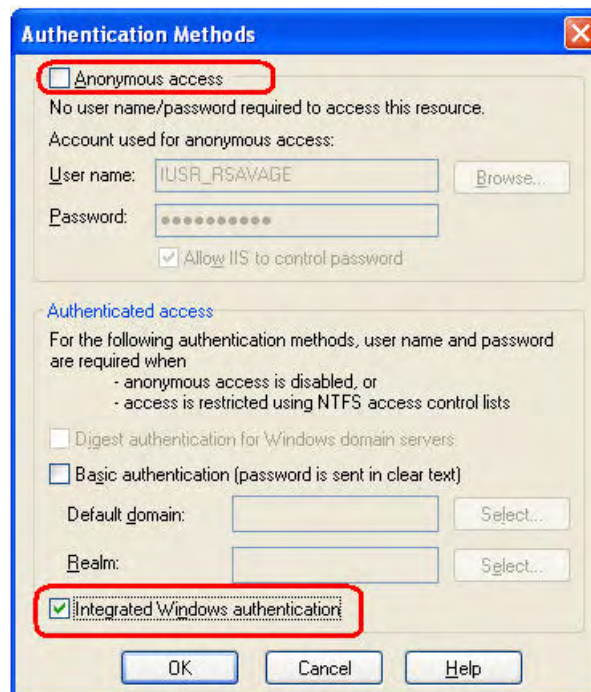 Authentication Methods
Anonymous access
No user name/password required to access this resource.
Account used for anonymous access:
User name: IUSR_RSAVAGE Browse...
Password: ●●●●●●●●●●
Allow IIS to control password
Authenticated access
For the following authentication methods, user name and password
are required when
- anonymous access is disabled, or
- access is restricted using NTFS access control lists
Digest authentication for Windows domain servers
Basic authentication (password is sent in clear text)
Default domain: Select...
Realm: Select...
Integrated Windows authentication
OK Cancel Help